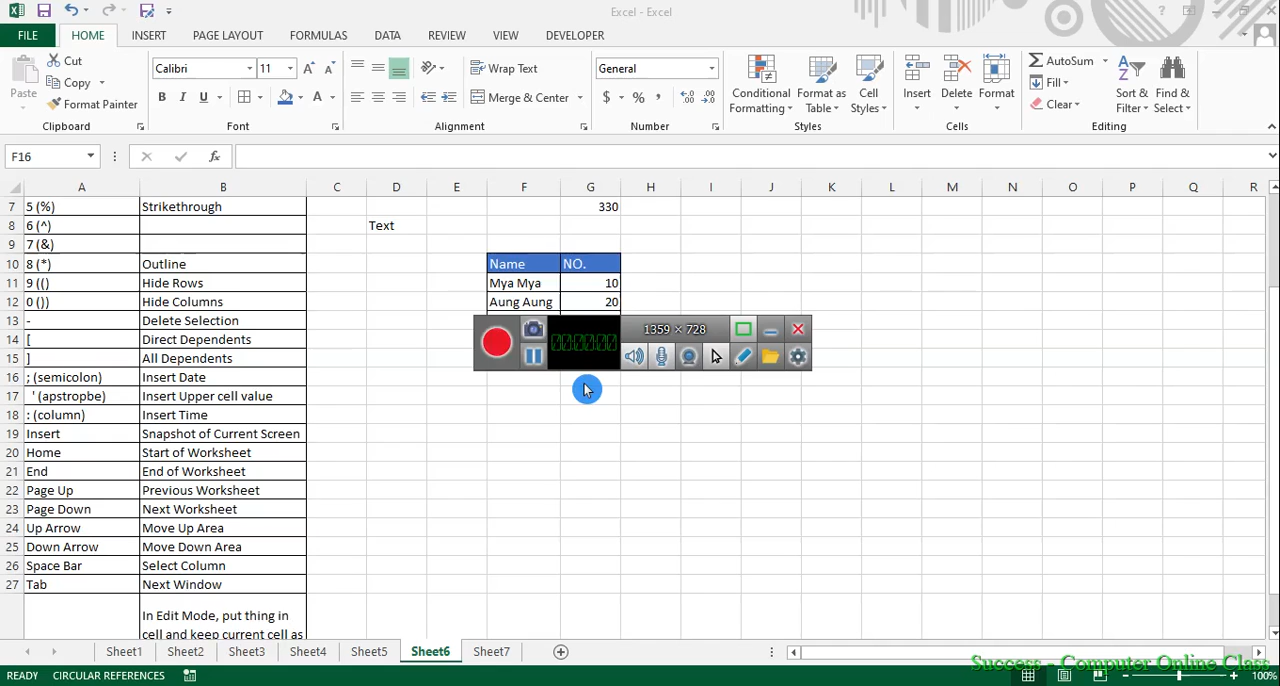 Excel - Excel
FILE HOME INSERT PAGE LAYOUT FORMULAS DATA REVIEW VIEW DEVELOPER
Cut
Copy
Format Painter
Paste
Clipboard
Calibri 11
B I U
Font
Wrap Text
Merge & Center
Alignment
General
$ % ,
Number
Conditional Formatting
Format as Table
Cell Styles
Styles
Insert Delete Format
Cells
AutoSum
Fill
Clear
Sort & Filter
Find & Select
Editing
F16 fx
A B C D E F G H I J K L M N O P Q R
7 5 (%) Strikethrough 330
8 6 (^) Text
9 7 (&)
10 8 (*) Outline Name NO.
11 9 (() Hide Rows Mya Mya 10
12 0 ()) Hide Columns Aung Aung 20
13 - Delete Selection
1359 × 728
000000
14 [ Direct Dependents
15 ] All Dependents
16 ; (semicolon) Insert Date
17 ' (apstropbe) Insert Upper cell value
18 : (column) Insert Time
19 Insert Snapshot of Current Screen
20 Home Start of Worksheet
21 End End of Worksheet
22 Page Up Previous Worksheet
23 Page Down Next Worksheet
24 Up Arrow Move Up Area
25 Down Arrow Move Down Area
26 Space Bar Select Column
27 Tab Next Window
In Edit Mode, put thing in
cell and keep current cell as
Sheet1 Sheet2 Sheet3 Sheet4 Sheet5 Sheet6 Sheet7
Success - Computer Online Class
READY CIRCULAR REFERENCES 100%